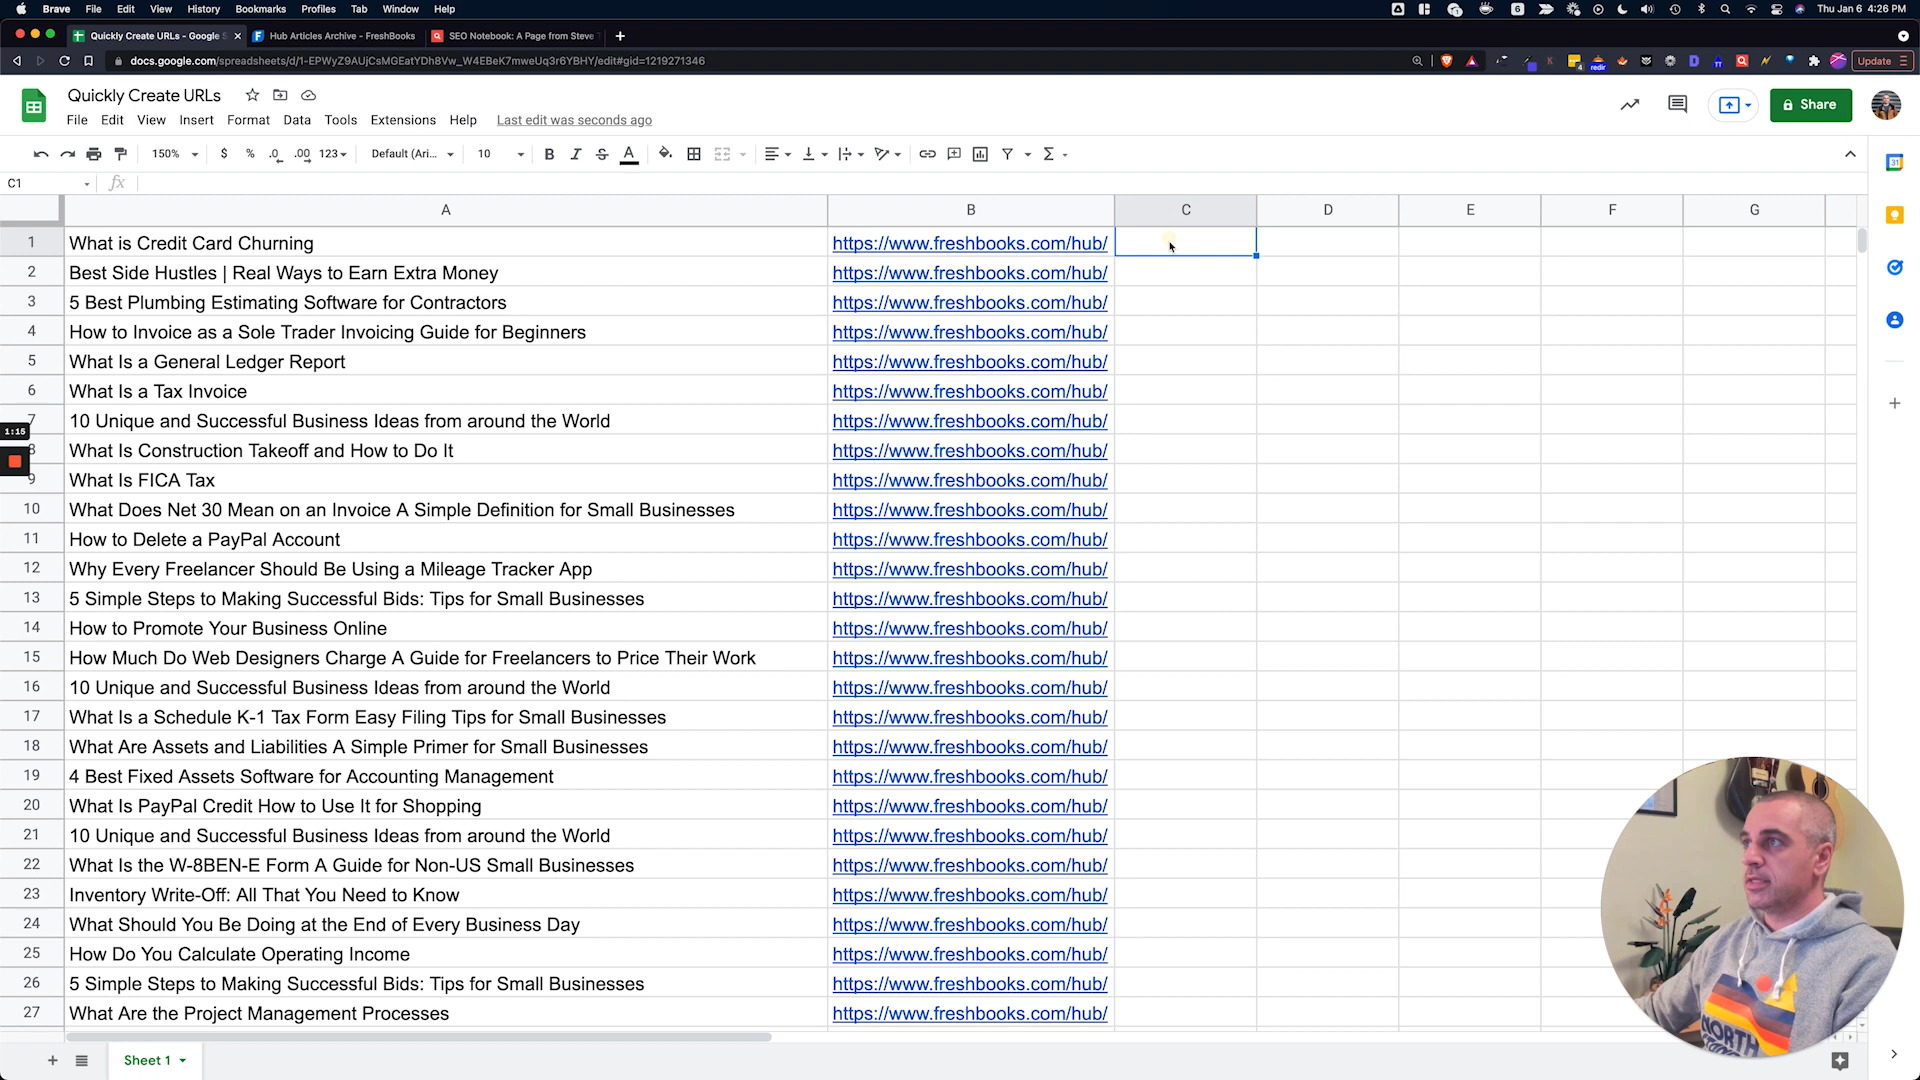 Brave File Edit View History Bookmarks Profiles Tab Window Help
Thu Jan 6 4:26 PM
Quickly Create URLs - Google S
Hub Articles Archive - FreshBooks
SEO Notebook: A Page from Steve T
docs.google.com/spreadsheets/d/1-EPWyZ9AUjCsMGEatYDh8Vw_W4EBeK7mweUq3r6YBHY/edit#gid=1219271346
Update
Quickly Create URLs
File Edit View Insert Format Data Tools Extensions Help Last edit was seconds ago
Share
150% $ % .0 .00 123 Default (Ari... 10 B I S A
C1 fx
A B C D E F G
1 What is Credit Card Churning https://www.freshbooks.com/hub/
2 Best Side Hustles | Real Ways to Earn Extra Money https://www.freshbooks.com/hub/
3 5 Best Plumbing Estimating Software for Contractors https://www.freshbooks.com/hub/
4 How to Invoice as a Sole Trader Invoicing Guide for Beginners https://www.freshbooks.com/hub/
5 What Is a General Ledger Report https://www.freshbooks.com/hub/
6 What Is a Tax Invoice https://www.freshbooks.com/hub/
7 10 Unique and Successful Business Ideas from around the World https://www.freshbooks.com/hub/
1:15
8 What Is Construction Takeoff and How to Do It https://www.freshbooks.com/hub/
9 What Is FICA Tax https://www.freshbooks.com/hub/
10 What Does Net 30 Mean on an Invoice A Simple Definition for Small Businesses https://www.freshbooks.com/hub/
11 How to Delete a PayPal Account https://www.freshbooks.com/hub/
12 Why Every Freelancer Should Be Using a Mileage Tracker App https://www.freshbooks.com/hub/
13 5 Simple Steps to Making Successful Bids: Tips for Small Businesses https://www.freshbooks.com/hub/
14 How to Promote Your Business Online https://www.freshbooks.com/hub/
15 How Much Do Web Designers Charge A Guide for Freelancers to Price Their Work https://www.freshbooks.com/hub/
16 10 Unique and Successful Business Ideas from around the World https://www.freshbooks.com/hub/
17 What Is a Schedule K-1 Tax Form Easy Filing Tips for Small Businesses https://www.freshbooks.com/hub/
18 What Are Assets and Liabilities A Simple Primer for Small Businesses https://www.freshbooks.com/hub/
19 4 Best Fixed Assets Software for Accounting Management https://www.freshbooks.com/hub/
20 What Is PayPal Credit How to Use It for Shopping https://www.freshbooks.com/hub/
21 10 Unique and Successful Business Ideas from around the World https://www.freshbooks.com/hub/
22 What Is the W-8BEN-E Form A Guide for Non-US Small Businesses https://www.freshbooks.com/hub/
23 Inventory Write-Off: All That You Need to Know https://www.freshbooks.com/hub/
24 What Should You Be Doing at the End of Every Business Day https://www.freshbooks.com/hub/
25 How Do You Calculate Operating Income https://www.freshbooks.com/hub/
26 5 Simple Steps to Making Successful Bids: Tips for Small Businesses https://www.freshbooks.com/hub/
27 What Are the Project Management Processes https://www.freshbooks.com/hub/
NORTH
Sheet 1